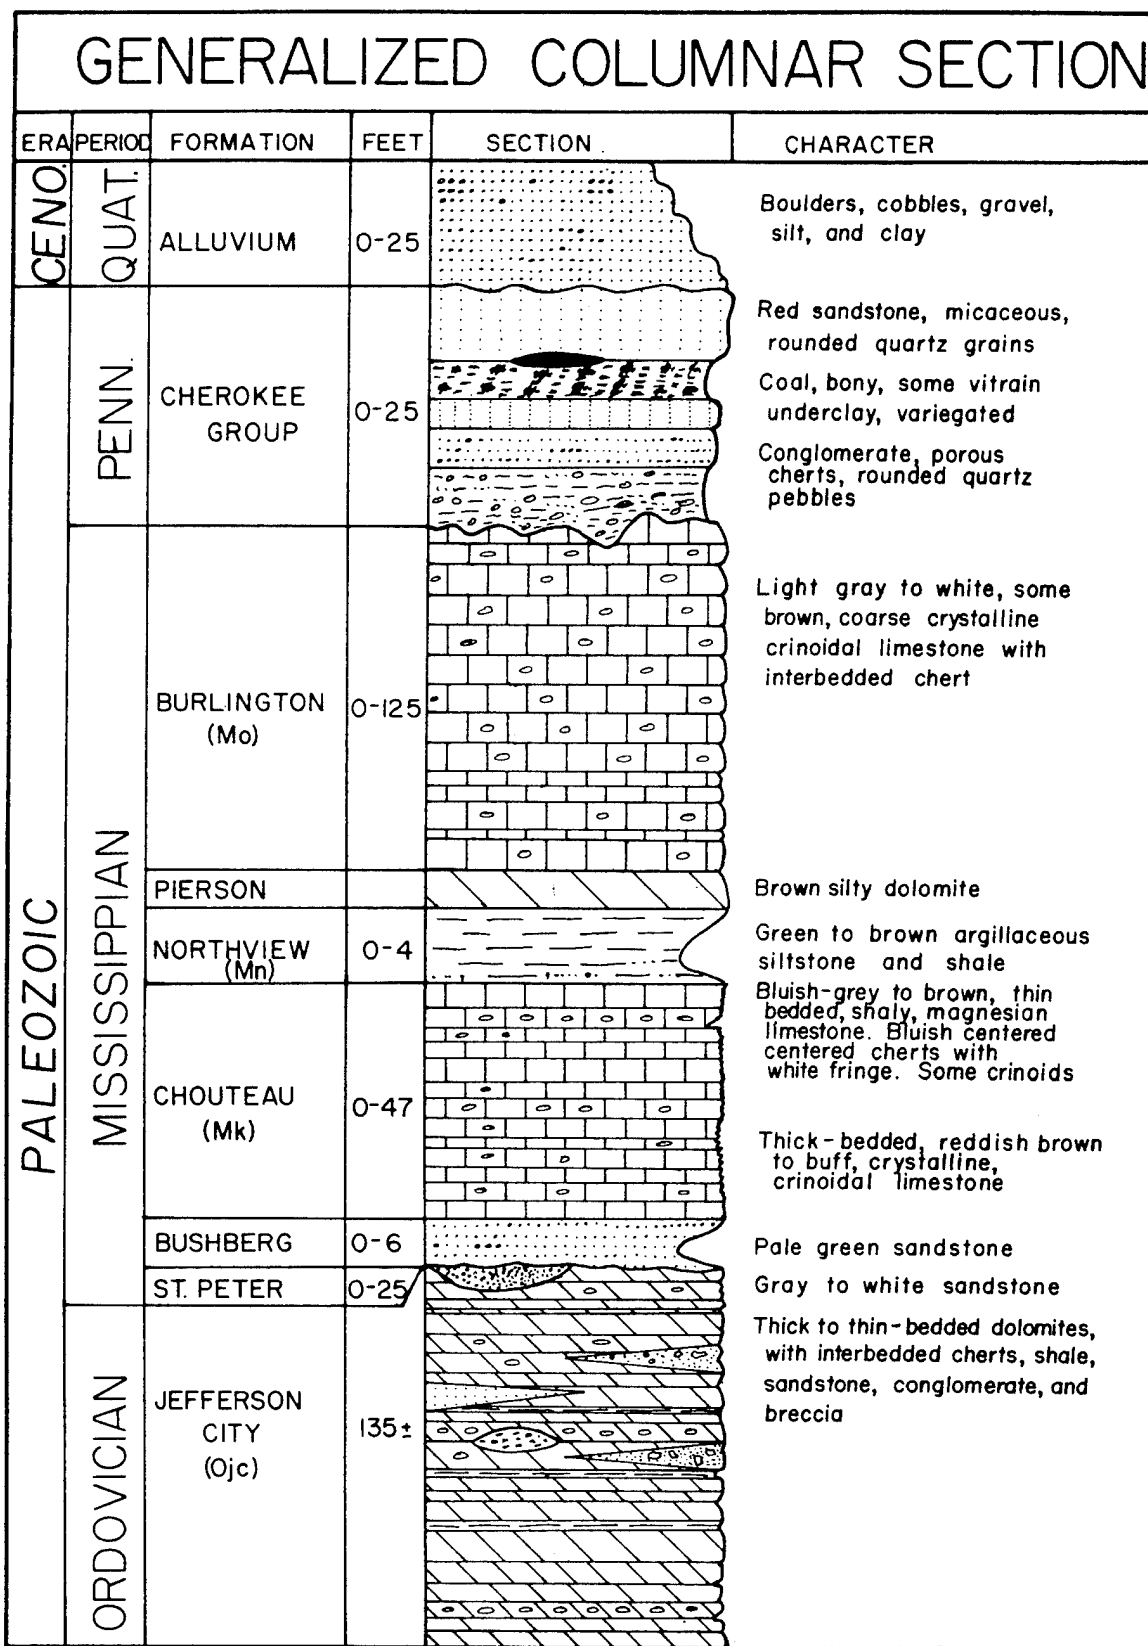 GENERALIZED COLUMNAR SECTION
ERA PERIOD FORMATION FEET SECTION . CHARACTER
CENO.
QUAT.
ALLUVIUM
0-25
Boulders, cobbles, gravel,
silt, and clay
PALEOZOIC
PENN.
CHEROKEE
GROUP
0-25
Red sandstone, micaceous,
rounded quartz grains
Coal, bony, some vitrain
underclay, variegated
Conglomerate, porous
cherts, rounded quartz
pebbles
MISSISSIPPIAN
BURLINGTON
(Mo)
0-125
Light gray to white, some
brown, coarse crystalline
crinoidal limestone with
interbedded chert
PIERSON
Brown silty dolomite
NORTHVIEW
(Mn)
0-4
Green to brown argillaceous
siltstone and shale
CHOUTEAU
(Mk)
0-47
Bluish-grey to brown, thin
bedded, shaly, magnesian
limestone. Bluish centered
centered cherts with
white fringe. Some crinoids
Thick-bedded, reddish brown
to buff, crystalline,
crinoidal limestone
BUSHBERG
0-6
Pale green sandstone
ST. PETER
0-25
Gray to white sandstone
ORDOVICIAN
JEFFERSON
CITY
(Ojc)
135±
Thick to thin-bedded dolomites,
with interbedded cherts, shale,
sandstone, conglomerate, and
breccia